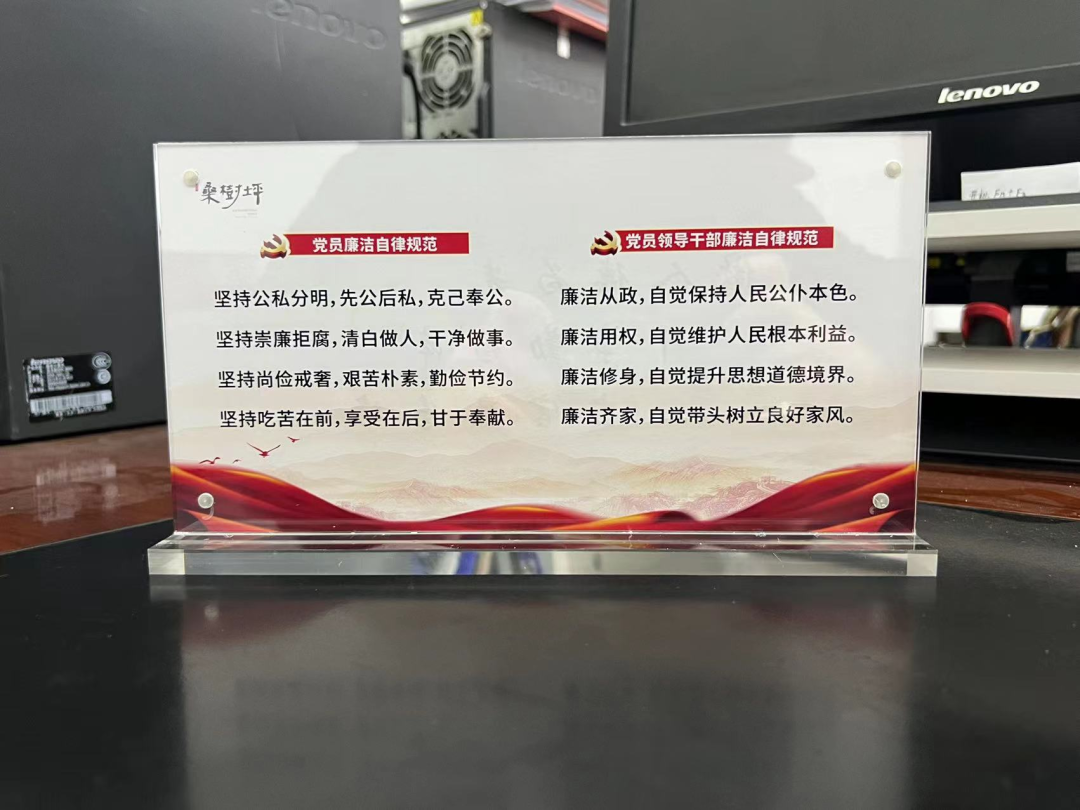 lenovo
lenovo
lenovo
桑樹坪
党员廉洁自律规范
坚持公私分明,先公后私,克己奉公。
坚持崇廉拒腐,清白做人,干净做事。
坚持尚俭戒奢,艰苦朴素,勤俭节约。
坚持吃苦在前,享受在后,甘于奉献。
党员领导干部廉洁自律规范
廉洁从政,自觉保持人民公仆本色。
廉洁用权,自觉维护人民根本利益。
廉洁修身,自觉提升思想道德境界。
廉洁齐家,自觉带头树立良好家风。
lenovo